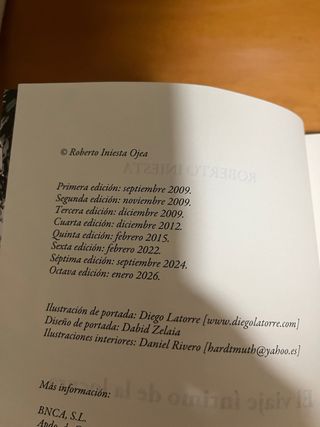 © Roberto Iniesta Ojea
Primera edición: septiembre 2009.
Segunda edición: noviembre 2009.
Tercera edición: diciembre 2009.
Cuarta edición: diciembre 2012.
Quinta edición: febrero 2015.
Sexta edición: febrero 2022.
Séptima edición: septiembre 2024.
Octava edición: enero 2026.
Ilustración de portada: Diego Latorre [www.diegolatorre.com]
Diseño de portada: Dabid Zelaia
Ilustraciones interiores: Daniel Rivero [hardtmuth@yahoo.es]
Más información:
BNCA, S.L.